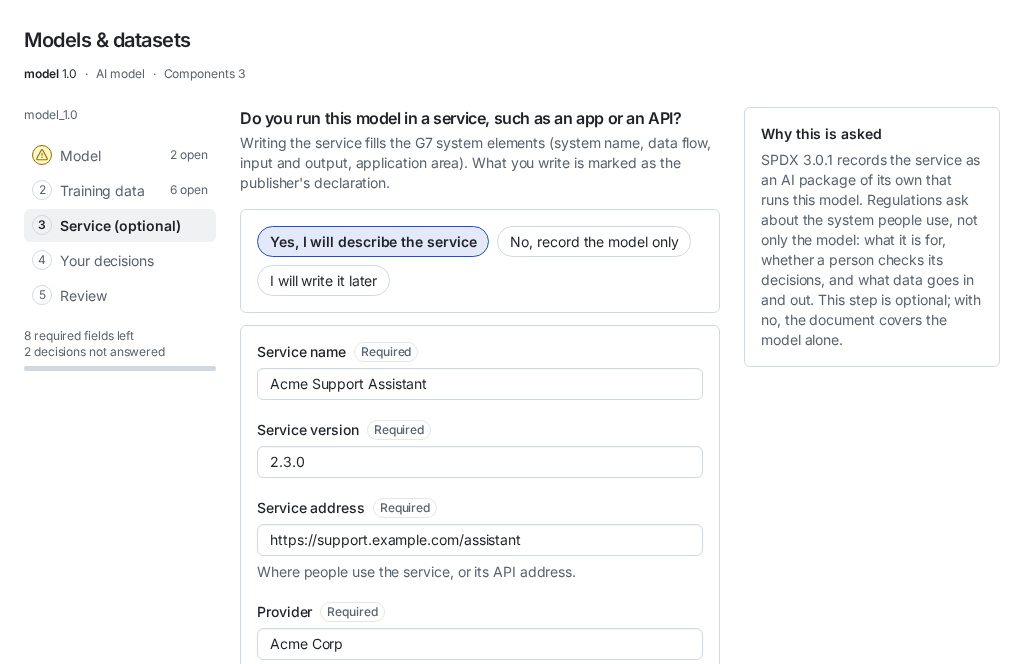 Models & datasets
model 1.0 · AI model · Components 3
model_1.0
Model 2 open
2 Training data 6 open
3 Service (optional)
4 Your decisions
5 Review
8 required fields left
2 decisions not answered
Do you run this model in a service, such as an app or an API?
Writing the service fills the G7 system elements (system name, data flow,
input and output, application area). What you write is marked as the
publisher's declaration.
Yes, I will describe the service
No, record the model only
I will write it later
Service name Required
Acme Support Assistant
Service version Required
2.3.0
Service address Required
https://support.example.com/assistant
Where people use the service, or its API address.
Provider Required
Acme Corp
Why this is asked
SPDX 3.0.1 records the service as
an AI package of its own that
runs this model. Regulations ask
about the system people use, not
only the model: what it is for,
whether a person checks its
decisions, and what data goes in
and out. This step is optional; with
no, the document covers the
model alone.